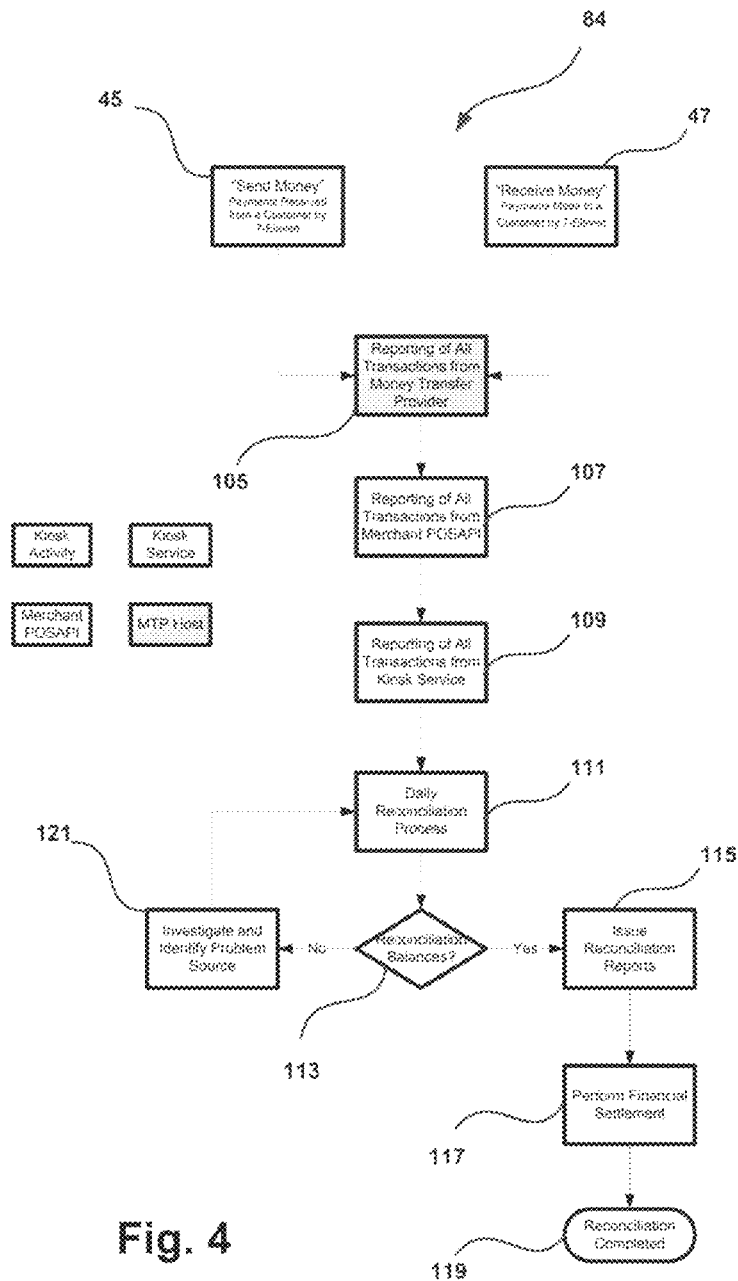 84
45
47
"Send Money"
Payments Received
from a Customer by
7-Eleven
"Receive Money"
Payments Made to a
Customer by 7-Eleven
Reporting of All
Transactions from
Money Transfer
Provider
105
107
Reporting of All
Transactions from
Merchant POSAPI
Kiosk
Activity
Kiosk
Service
Merchant
POSAPI
MTP Host
109
Reporting of All
Transactions from
Kiosk Service
111
Daily
Reconciliation
Process
121
115
Investigate and
Identify Problem
Source
No
Reconciliation
Balances?
Yes
Issue
Reconciliation
Reports
113
Perform Financial
Settlement
117
Fig. 4
Reconciliation
Completed
119